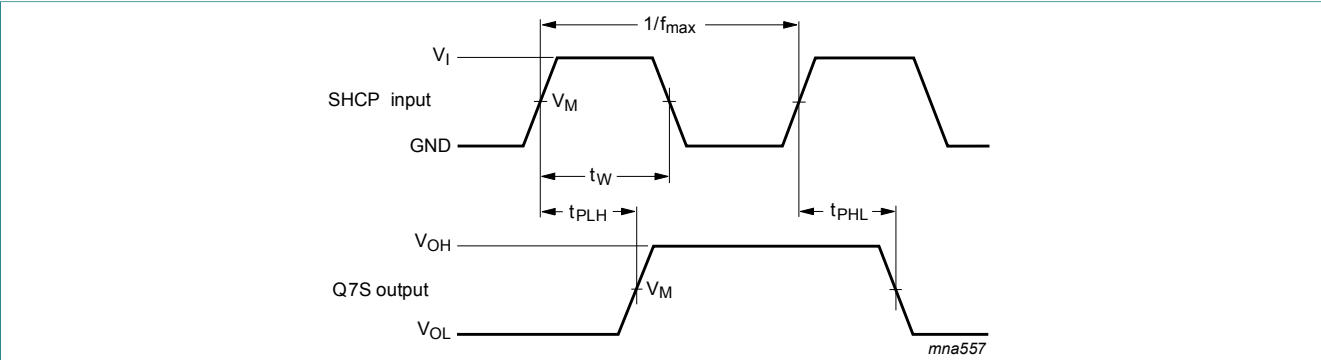 1/fmax
VI
SHCP input
VM
GND
tW
tPLH
tPHL
VOH
Q7S output
VM
VOL
mna557